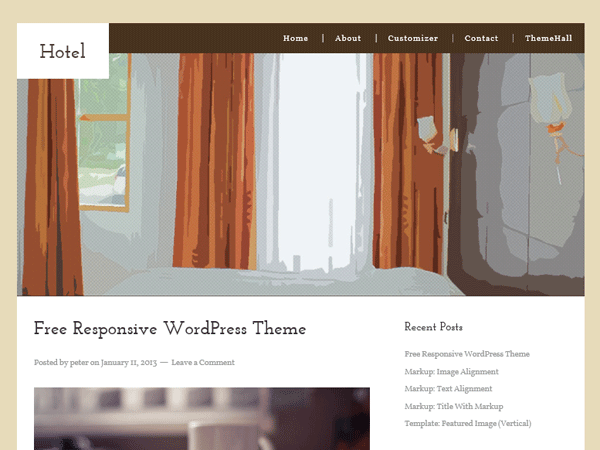 Hotel
Home | About | Customizer | Contact | ThemeHall
Free Responsive WordPress Theme
Posted by peter on January 11, 2013 — Leave a Comment
Recent Posts
Free Responsive WordPress Theme
Markup: Image Alignment
Markup: Text Alignment
Markup: Title With Markup
Template: Featured Image (Vertical)